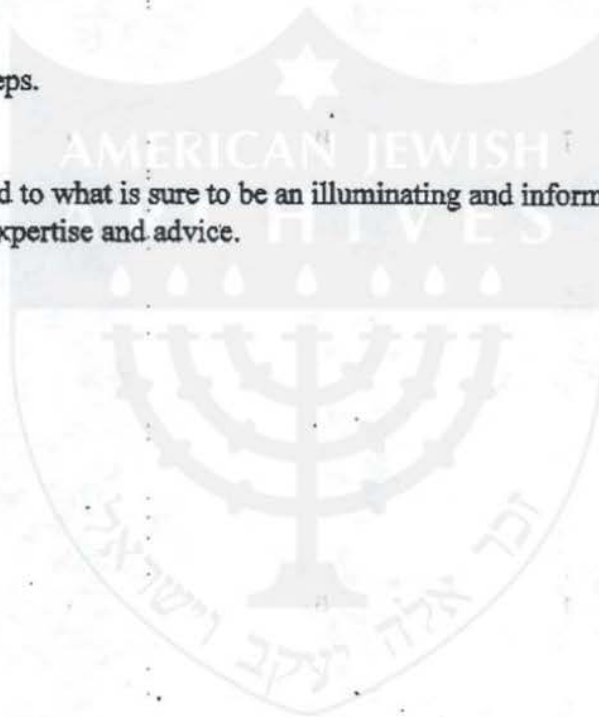 eps.
AMERICAN JEWISH
d to what is sure to be an illuminating and inform
ARCHIVES
xpertise and advice.
זכר אלה יעקב וישראל